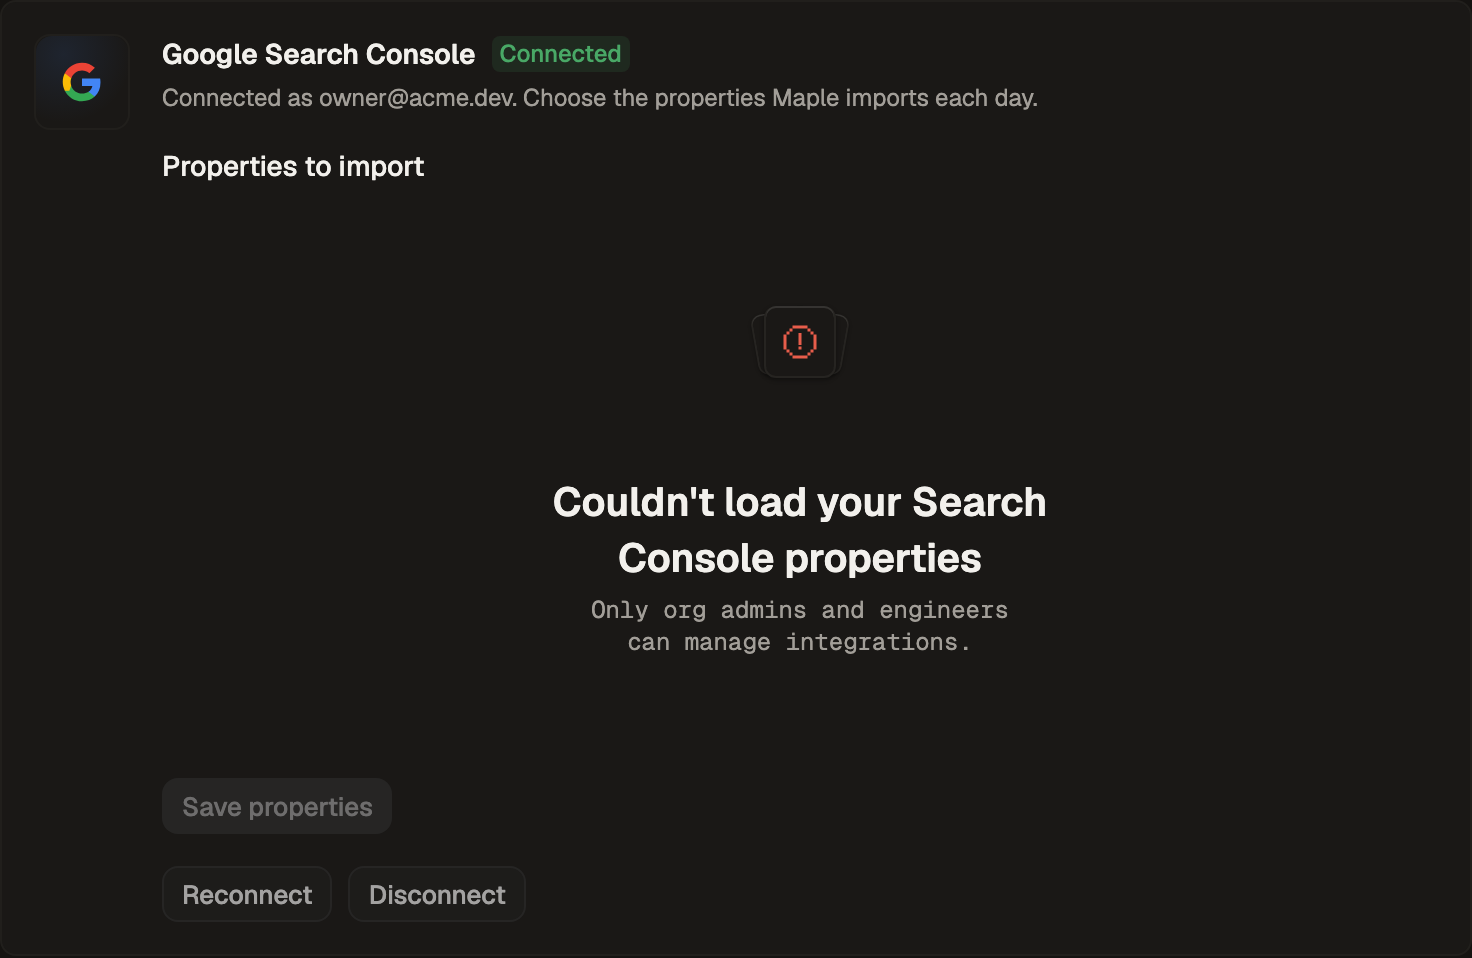 Google Search Console Connected
Connected as owner@acme.dev. Choose the properties Maple imports each day.
Properties to import
Couldn't load your Search
Console properties
Only org admins and engineers
can manage integrations.
Save properties
Reconnect Disconnect